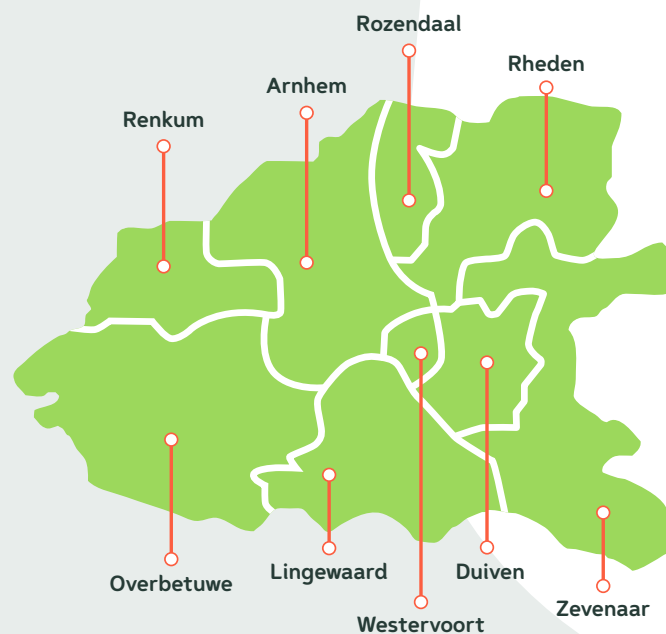 Rozendaal
Rheden
Arnhem
Renkum
Overbetuwe
Lingewaard
Duiven
Westervoort
Zevenaar